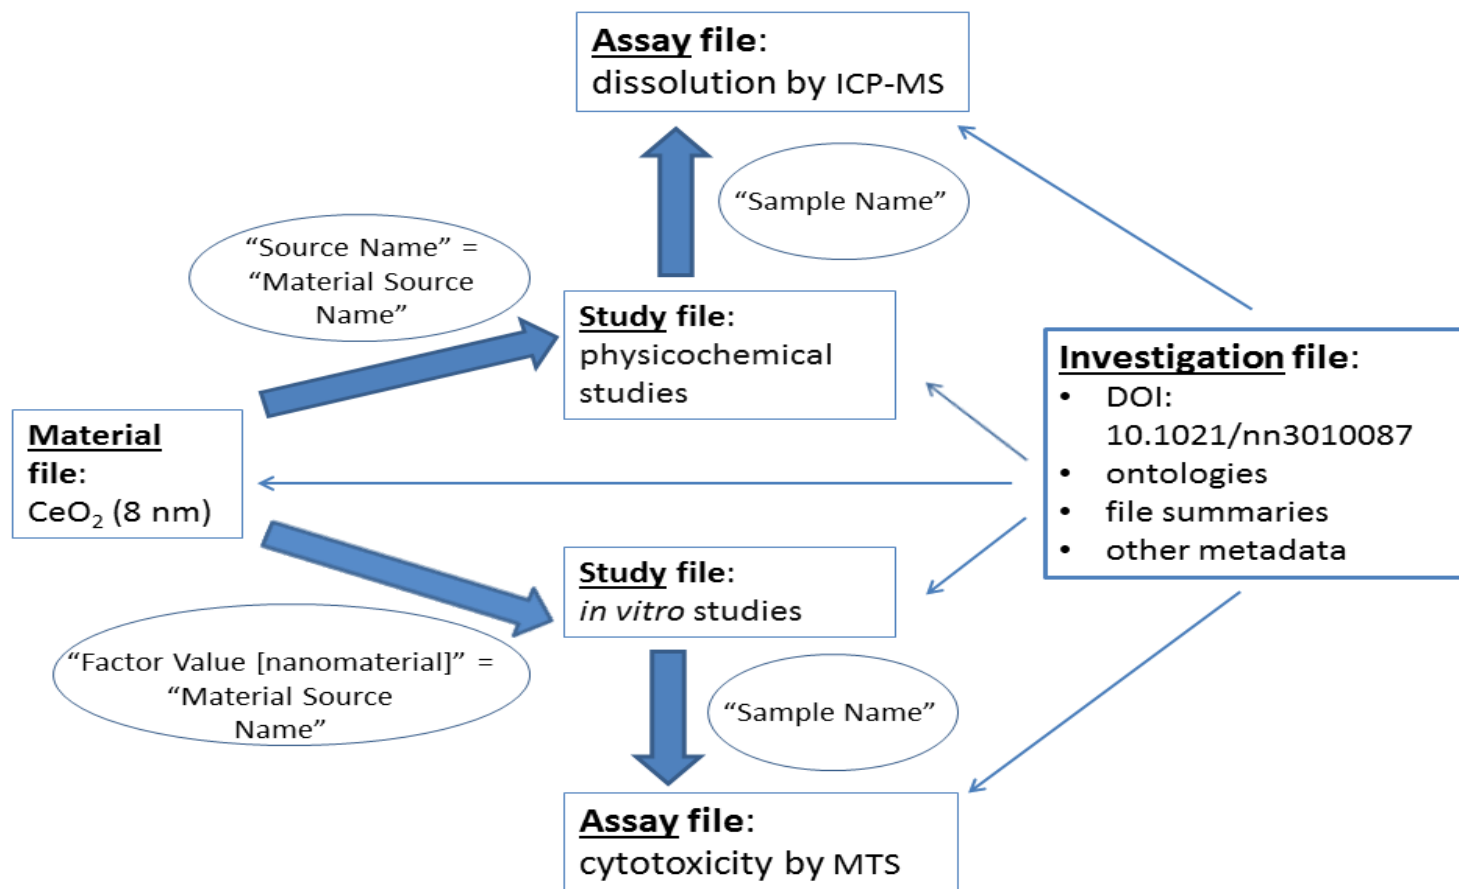 Assay file:
dissolution by ICP-MS
“Sample Name”
“Source Name” =
“Material Source
Name”
Study file:
physicochemical
studies
Investigation file:
• DOI:
10.1021/nn3010087
• ontologies
• file summaries
• other metadata
Material
file:
CeO₂ (8 nm)
Study file:
in vitro studies
“Factor Value [nanomaterial]” =
“Material Source
Name”
“Sample Name”
Assay file:
cytotoxicity by MTS